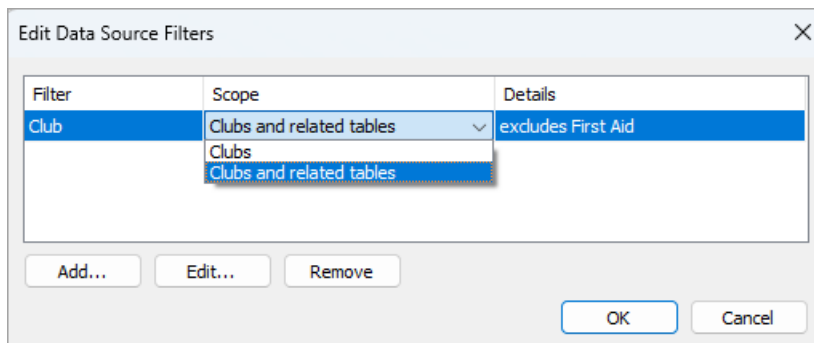 Edit Data Source Filters
Filter Scope Details
Club Clubs and related tables excludes First Aid
Clubs
Clubs and related tables
Add... Edit... Remove
OK Cancel